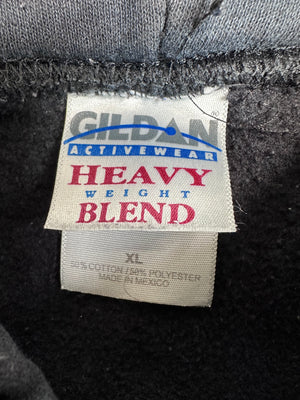 GILDAN
ACTIVEWEAR
HEAVY
WEIGHT
BLEND
XL
50% COTTON / 50% POLYESTER
MADE IN MEXICO